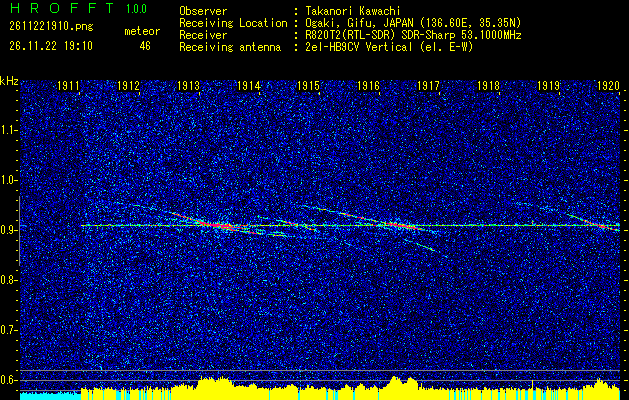 H R O F F T 1.0.0
2611221910.png
26.11.22 19:10
meteor
46
Observer : Takanori Kawachi
Receiving Location : Ogaki, Gifu, JAPAN (136.60E, 35.35N)
Receiver : R820T2(RTL-SDR) SDR-Sharp 53.1000MHz
Receiving antenna : 2el-HB9CV Vertical (el. E-W)
kHz
1911 1912 1913 1914 1915 1916 1917 1918 1919 1920
1.1
1.0
0.9
0.8
0.7
0.6